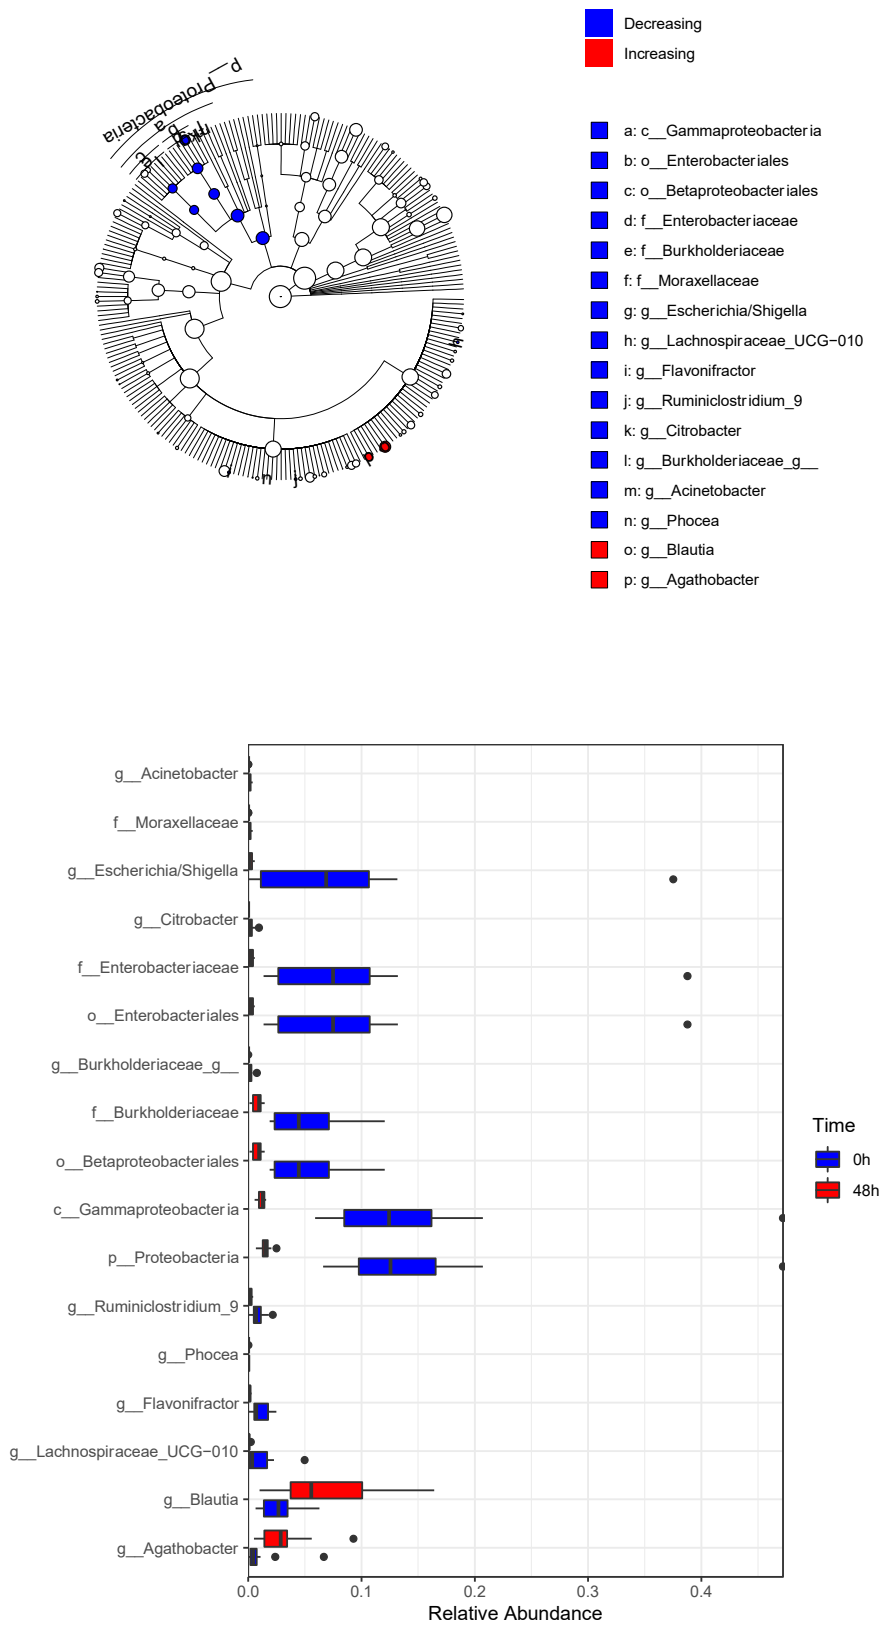 Decreasing
Increasing
p
Proteobacteria
a
b
c
h
n
j
a: c__Gammaproteobacteria
b: o__Enterobacteriales
c: o__Betaproteobacteriales
d: f__Enterobacteriaceae
e: f__Burkholderiaceae
f: f__Moraxellaceae
g: g__Escherichia/Shigella
h: g__Lachnospiraceae_UCG−010
i: g__Flavonifractor
j: g__Ruminiclostridium_9
k: g__Citrobacter
l: g__Burkholderiaceae_g__
m: g__Acinetobacter
n: g__Phocea
o: g__Blautia
p: g__Agathobacter
g__Acinetobacter
f__Moraxellaceae
g__Escherichia/Shigella
g__Citrobacter
f__Enterobacteriaceae
o__Enterobacteriales
g__Burkholderiaceae_g__
f__Burkholderiaceae
o__Betaproteobacteriales
c__Gammaproteobacteria
p__Proteobacteria
g__Ruminiclostridium_9
g__Phocea
g__Flavonifractor
g__Lachnospiraceae_UCG−010
g__Blautia
g__Agathobacter
0.0 0.1 0.2 0.3 0.4
Relative Abundance
Time
0h
48h